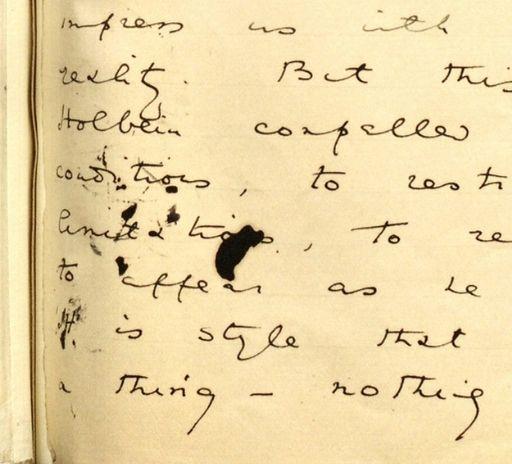 impress us with
reality. But this
Holbein compelled
conditions, to restr
limitations, to re
to appear as he
It is style that
a thing – nothing